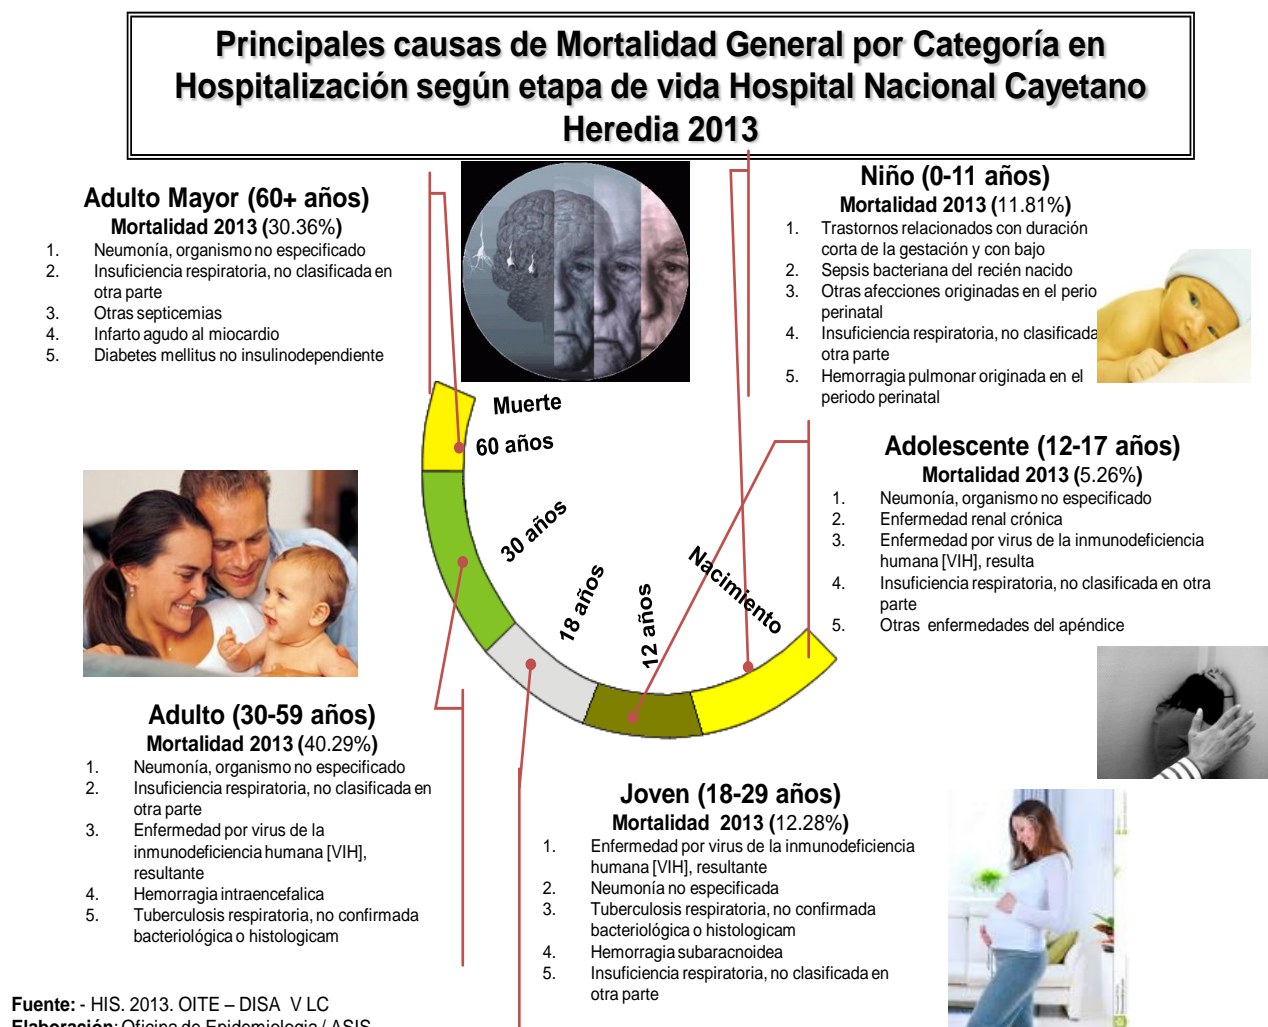 Principales causas de Mortalidad General por Categoría en
Hospitalización según etapa de vida Hospital Nacional Cayetano
Heredia 2013
Adulto Mayor (60+ años)
Mortalidad 2013 (30.36%)
1. Neumonía, organismo no especificado
2. Insuficiencia respiratoria, no clasificada en
otra parte
3. Otras septicemias
4. Infarto agudo al miocardio
5. Diabetes mellitus no insulinodependiente
Niño (0-11 años)
Mortalidad 2013 (11.81%)
1. Trastornos relacionados con duración
corta de la gestación y con bajo
2. Sepsis bacteriana del recién nacido
3. Otras afecciones originadas en el perio
perinatal
4. Insuficiencia respiratoria, no clasificada
otra parte
5. Hemorragia pulmonar originada en el
periodo perinatal
Muerte
60 años
30 años
18 años
12 años
Nacimiento
Adolescente (12-17 años)
Mortalidad 2013 (5.26%)
1. Neumonía, organismo no especificado
2. Enfermedad renal crónica
3. Enfermedad por virus de la inmunodeficiencia
humana [VIH], resulta
4. Insuficiencia respiratoria, no clasificada en otra
parte
5. Otras enfermedades del apéndice
Adulto (30-59 años)
Mortalidad 2013 (40.29%)
1. Neumonía, organismo no especificado
2. Insuficiencia respiratoria, no clasificada en
otra parte
3. Enfermedad por virus de la
inmunodeficiencia humana [VIH],
resultante
4. Hemorragia intraencefalica
5. Tuberculosis respiratoria, no confirmada
bacteriológica o histologicam
Joven (18-29 años)
Mortalidad 2013 (12.28%)
1. Enfermedad por virus de la inmunodeficiencia
humana [VIH], resultante
2. Neumonía no especificada
3. Tuberculosis respiratoria, no confirmada
bacteriológica o histologicam
4. Hemorragia subaracnoidea
5. Insuficiencia respiratoria, no clasificada en
otra parte
Fuente: - HIS. 2013. OITE – DISA V LC
Elaboración: Oficina de Epidemiologia / ASIS